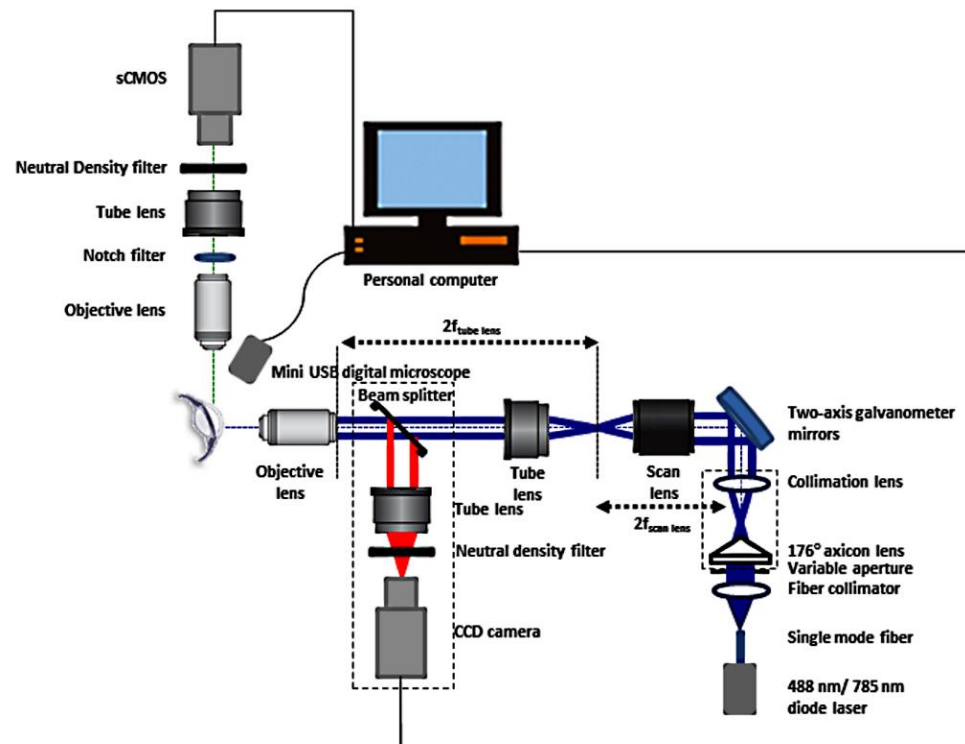 sCMOS
Neutral Density filter
Tube lens
Notch filter
Objective lens
Personal computer
Mini USB digital microscope
2f tube lens
Beam splitter
Objective
lens
Tube
lens
Scan
lens
Two-axis galvanometer
mirrors
Collimation lens
2f scan lens
Tube lens
Neutral density filter
CCD camera
176° axicon lens
Variable aperture
Fiber collimator
Single mode fiber
488 nm/ 785 nm
diode laser